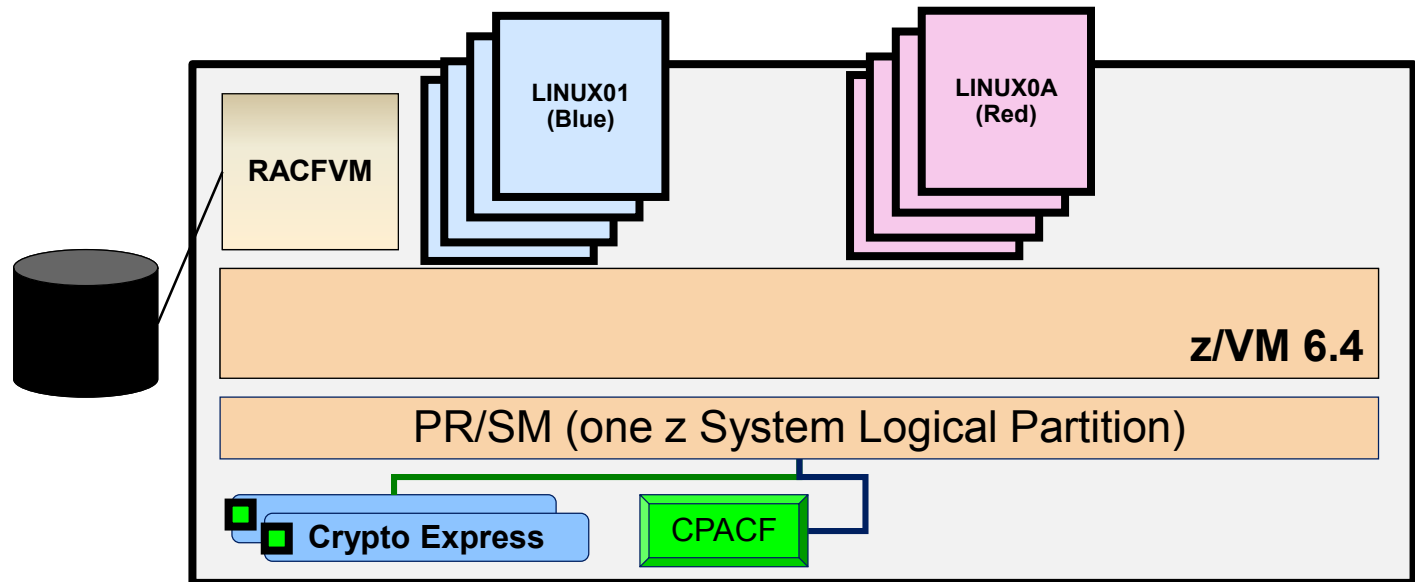 LINUX01
(Blue)
LINUX0A
(Red)
RACFVM
z/VM 6.4
PR/SM (one z System Logical Partition)
Crypto Express
CPACF